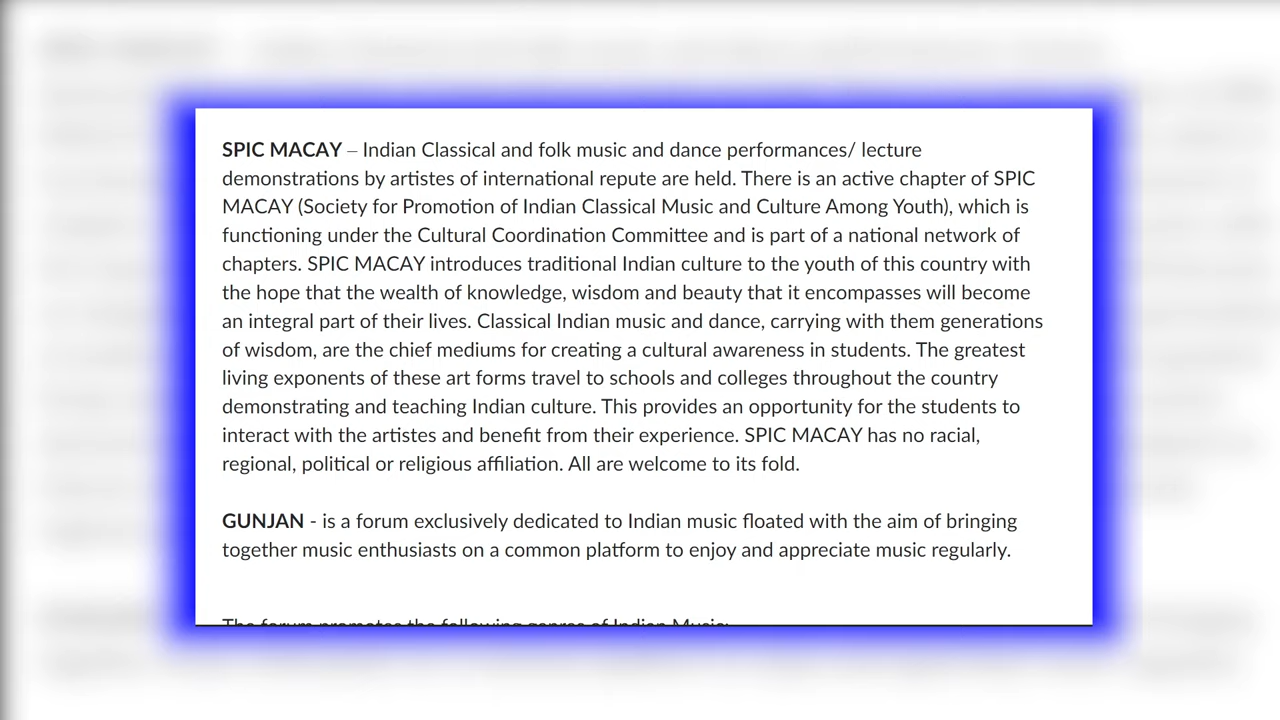 SPIC MACAY – Indian Classical and folk music and dance performances/ lecture
demonstrations by artistes of international repute are held. There is an active chapter of SPIC
MACAY (Society for Promotion of Indian Classical Music and Culture Among Youth), which is
functioning under the Cultural Coordination Committee and is part of a national network of
chapters. SPIC MACAY introduces traditional Indian culture to the youth of this country with
the hope that the wealth of knowledge, wisdom and beauty that it encompasses will become
an integral part of their lives. Classical Indian music and dance, carrying with them generations
of wisdom, are the chief mediums for creating a cultural awareness in students. The greatest
living exponents of these art forms travel to schools and colleges throughout the country
demonstrating and teaching Indian culture. This provides an opportunity for the students to
interact with the artistes and benefit from their experience. SPIC MACAY has no racial,
regional, political or religious affiliation. All are welcome to its fold.
GUNJAN - is a forum exclusively dedicated to Indian music floated with the aim of bringing
together music enthusiasts on a common platform to enjoy and appreciate music regularly.
The forum promotes the following genres of Indian Music: